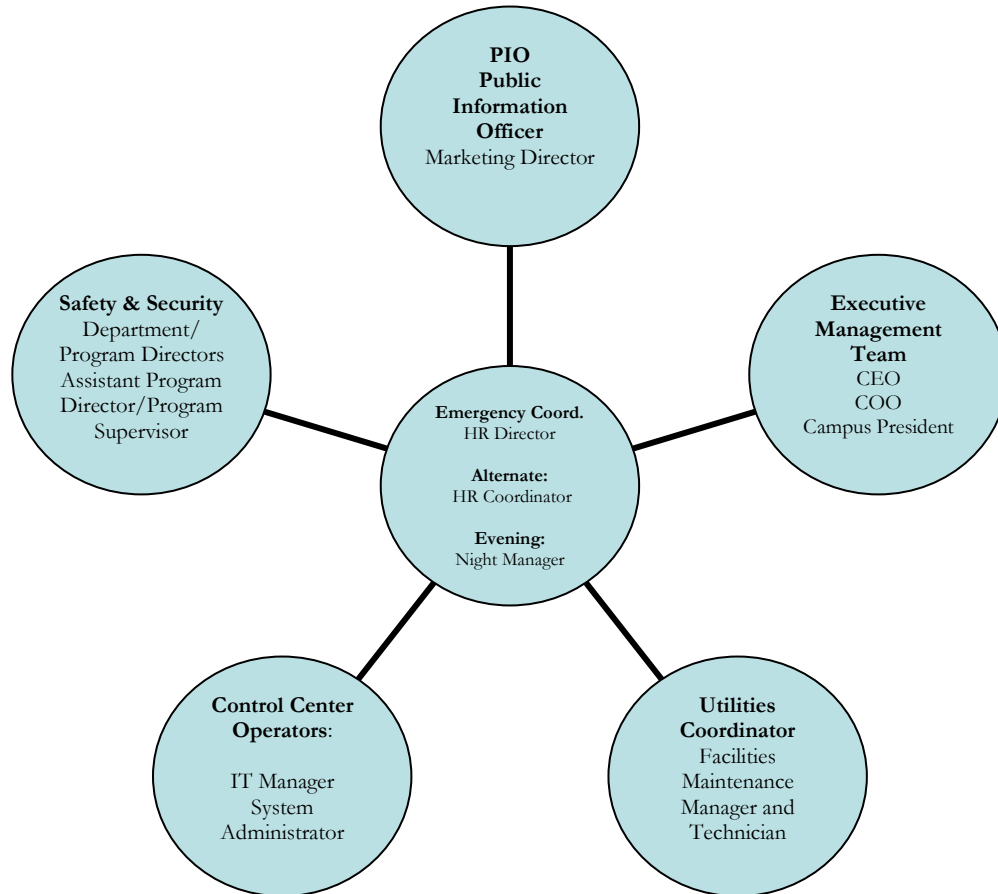 PIO
Public
Information
Officer
Marketing Director
Safety & Security
Department/
Program Directors
Assistant Program
Director/Program
Supervisor
Executive
Management
Team
CEO
COO
Campus President
Emergency Coord.
HR Director
Alternate:
HR Coordinator
Evening:
Night Manager
Control Center
Operators:
IT Manager
System
Administrator
Utilities
Coordinator
Facilities
Maintenance
Manager and
Technician